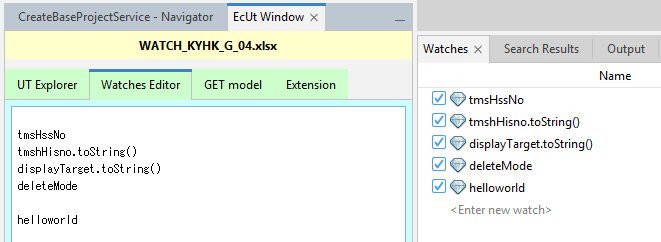 CreateBaseProjectService - Navigator
EcUt Window
WATCH_KYHK_G_04.xlsx
UT Explorer
Watches Editor
GET model
Extension
tmsHssNo
tmshHisno.toString()
displayTarget.toString()
deleteMode
helloworld
Watches
Search Results
Output
Name
tmsHssNo
tmshHisno.toString()
displayTarget.toString()
deleteMode
helloworld
<Enter new watch>